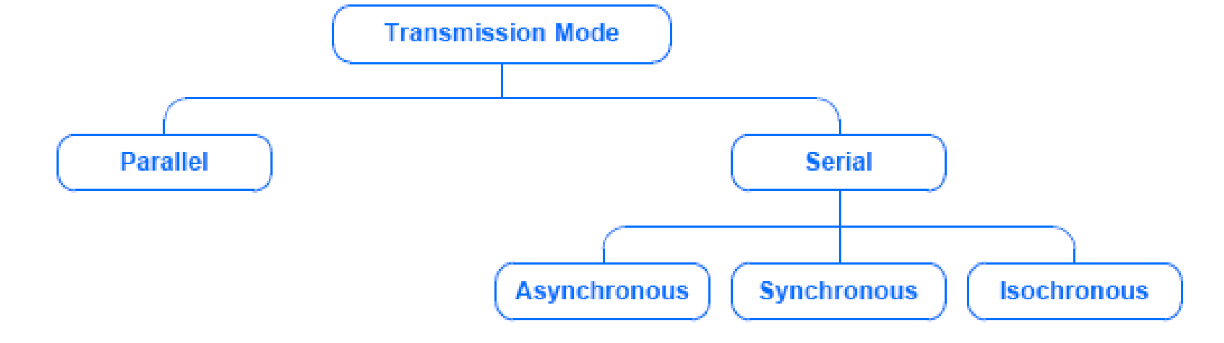 Transmission Mode
Parallel
Serial
Asynchronous
Synchronous
Isochronous